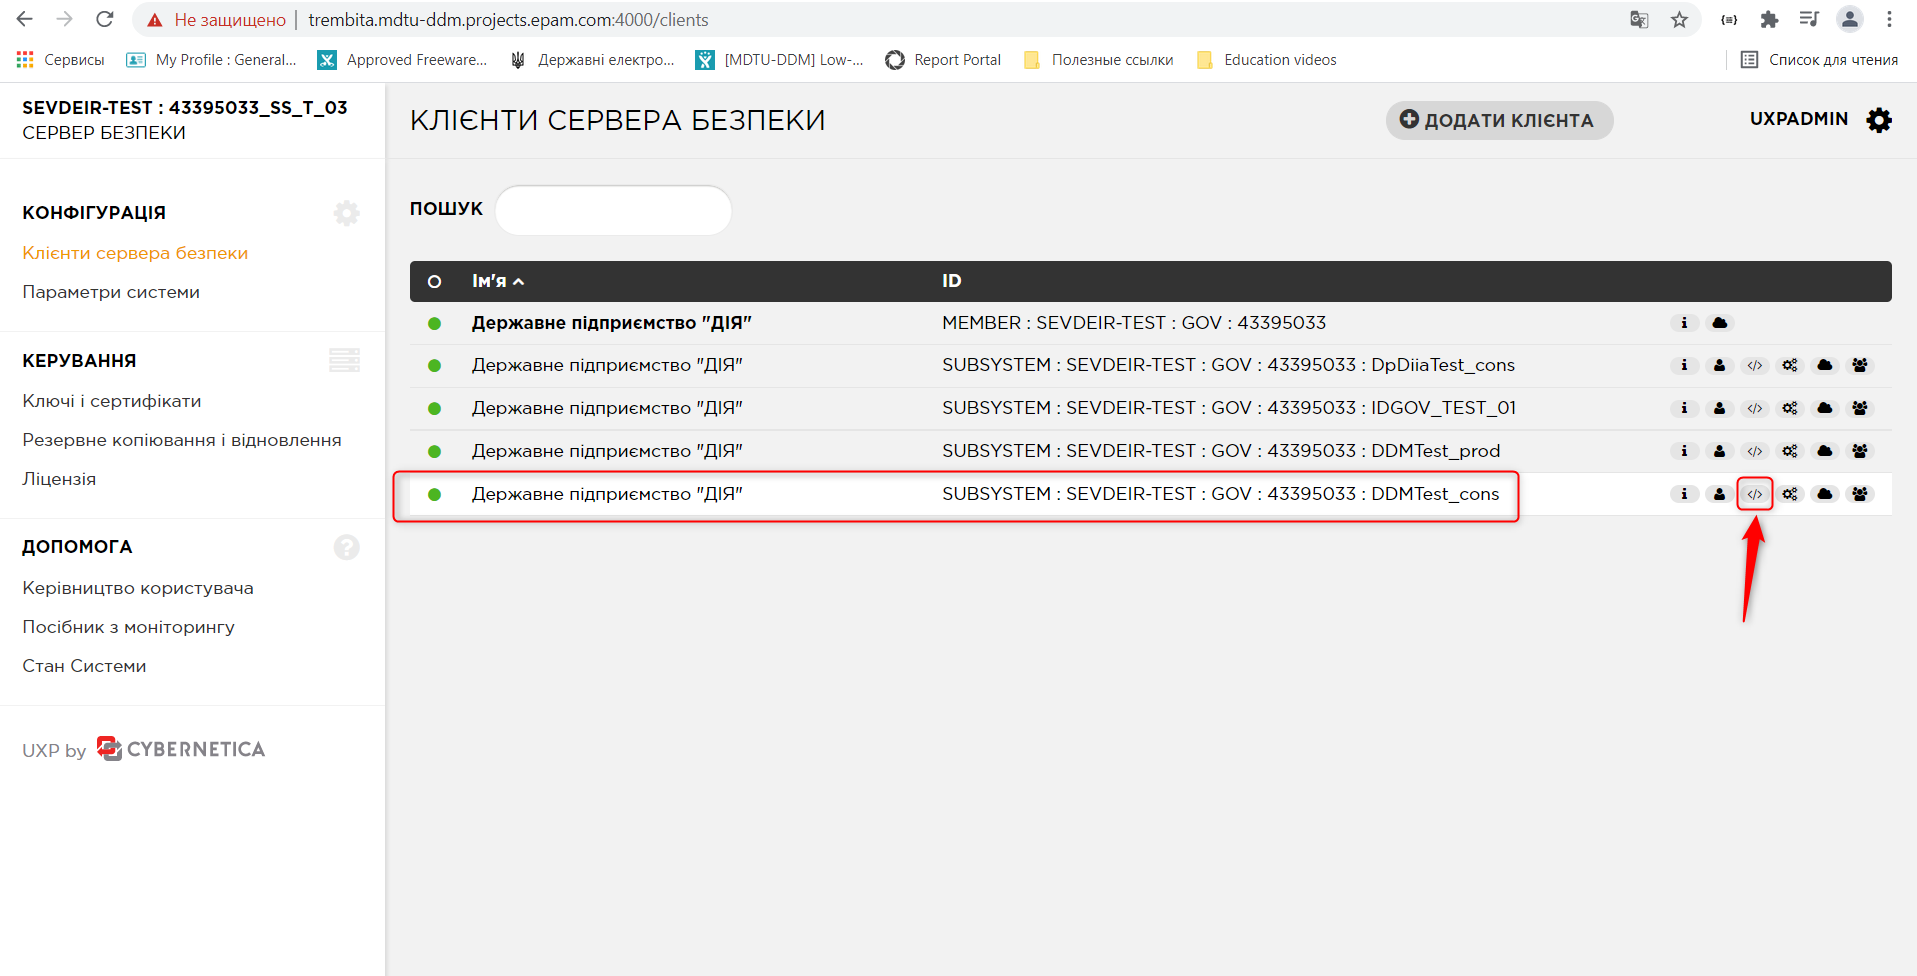 Не защищено | trembita.mdtu-ddm.projects.epam.com:4000/clients
Сервисы My Profile : General... Approved Freeware... Державні електро... [MDTU-DDM] Low-... Report Portal Полезные ссылки Education videos Список для чтения
SEVDEIR-TEST : 43395033_SS_T_03
СЕРВЕР БЕЗПЕКИ
КЛІЄНТИ СЕРВЕРА БЕЗПЕКИ
ДОДАТИ КЛІЄНТА
UXPADMIN
КОНФІГУРАЦІЯ
Клієнти сервера безпеки
Параметри системи
КЕРУВАННЯ
Ключі і сертифікати
Резервне копіювання і відновлення
Ліцензія
ДОПОМОГА
Керівництво користувача
Посібник з моніторингу
Стан Системи
UXP by CYBERNETICA
ПОШУК
Ім'я ID
Державне підприємство "ДІЯ" MEMBER : SEVDEIR-TEST : GOV : 43395033
Державне підприємство "ДІЯ" SUBSYSTEM : SEVDEIR-TEST : GOV : 43395033 : DpDiiaTest_cons
Державне підприємство "ДІЯ" SUBSYSTEM : SEVDEIR-TEST : GOV : 43395033 : IDGOV_TEST_01
Державне підприємство "ДІЯ" SUBSYSTEM : SEVDEIR-TEST : GOV : 43395033 : DDMTest_prod
Державне підприємство "ДІЯ" SUBSYSTEM : SEVDEIR-TEST : GOV : 43395033 : DDMTest_cons